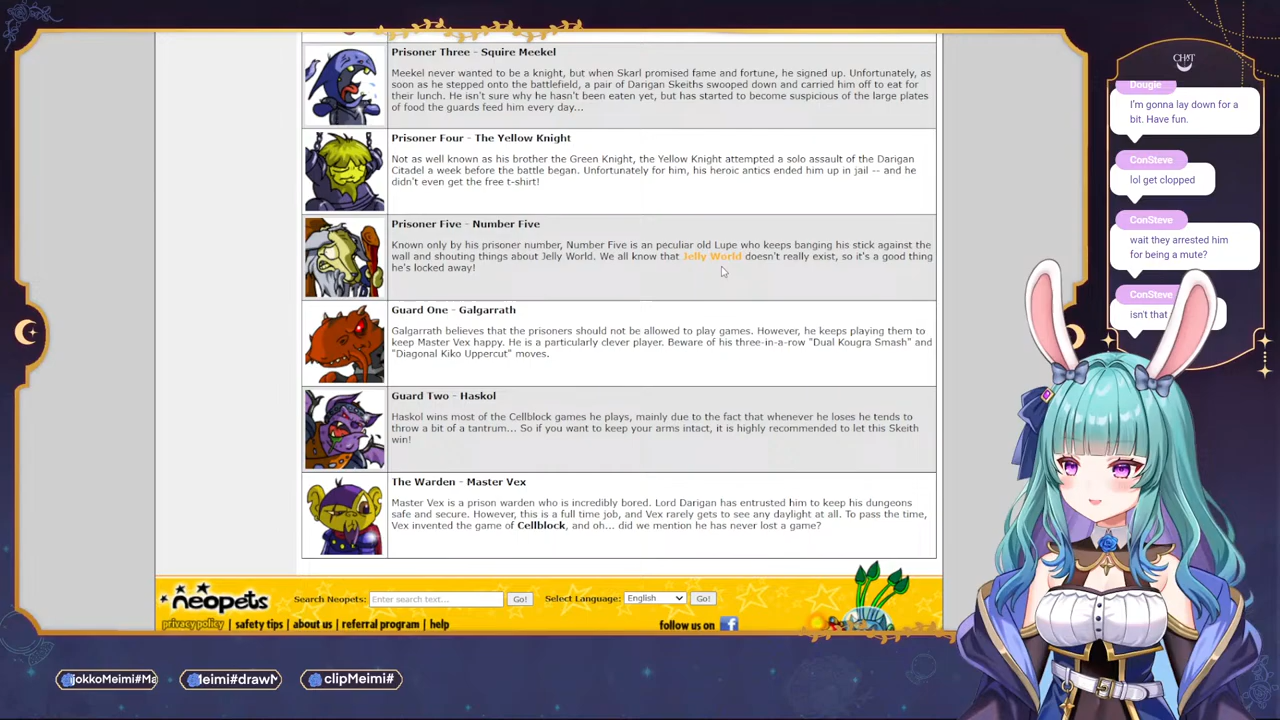 Prisoner Three - Squire Meekel
Meekel never wanted to be a knight, but when Skarl promised fame and fortune, he signed up. Unfortunately, as
soon as he stepped onto the battlefield, a pair of Darigan Skeiths swooped down and carried him off to eat for
their lunch. He isn't sure why he hasn't been eaten yet, but has started to become suspicious of the large plates
of food the guards feed him every day...
Prisoner Four - The Yellow Knight
Not as well known as his brother the Green Knight, the Yellow Knight attempted a solo assault of the Darigan
Citadel a week before the battle began. Unfortunately for him, his heroic antics ended him up in jail -- and he
didn't even get the free t-shirt!
Prisoner Five - Number Five
Known only by his prisoner number, Number Five is an peculiar old Lupe who keeps banging his stick against the
wall and shouting things about Jelly World. We all know that Jelly World doesn't really exist, so it's a good thing
he's locked away!
Guard One - Galgarrath
Galgarrath believes that the prisoners should not be allowed to play games. However, he keeps playing them to
keep Master Vex happy. He is a particularly clever player. Beware of his three-in-a-row "Dual Kougra Smash" and
"Diagonal Kiko Uppercut" moves.
Guard Two - Haskol
Haskol wins most of the Cellblock games he plays, mainly due to the fact that whenever he loses he tends to
throw a bit of a tantrum... So if you want to keep your arms intact, it is highly recommended to let this Skeith
win!
The Warden - Master Vex
Master Vex is a prison warden who is incredibly bored. Lord Darigan has entrusted him to keep his dungeons
safe and secure. However, this is a full time job, and Vex rarely gets to see any daylight at all. To pass the time,
Vex invented the game of Cellblock, and oh... did we mention he has never lost a game?
neopets
Search Neopets: Enter search text... Go! Select Language: English Go!
privacy policy | safety tips | about us | referral program | help
follow us on f
CHAT
Dougie
I'm gonna lay down for a
bit. Have fun.
ConSteve
lol get clopped
ConSteve
wait they arrested him
for being a mute?
ConSteve
isn't that
jokkoMeimi#Ma
Meimi#drawM
clipMeimi#